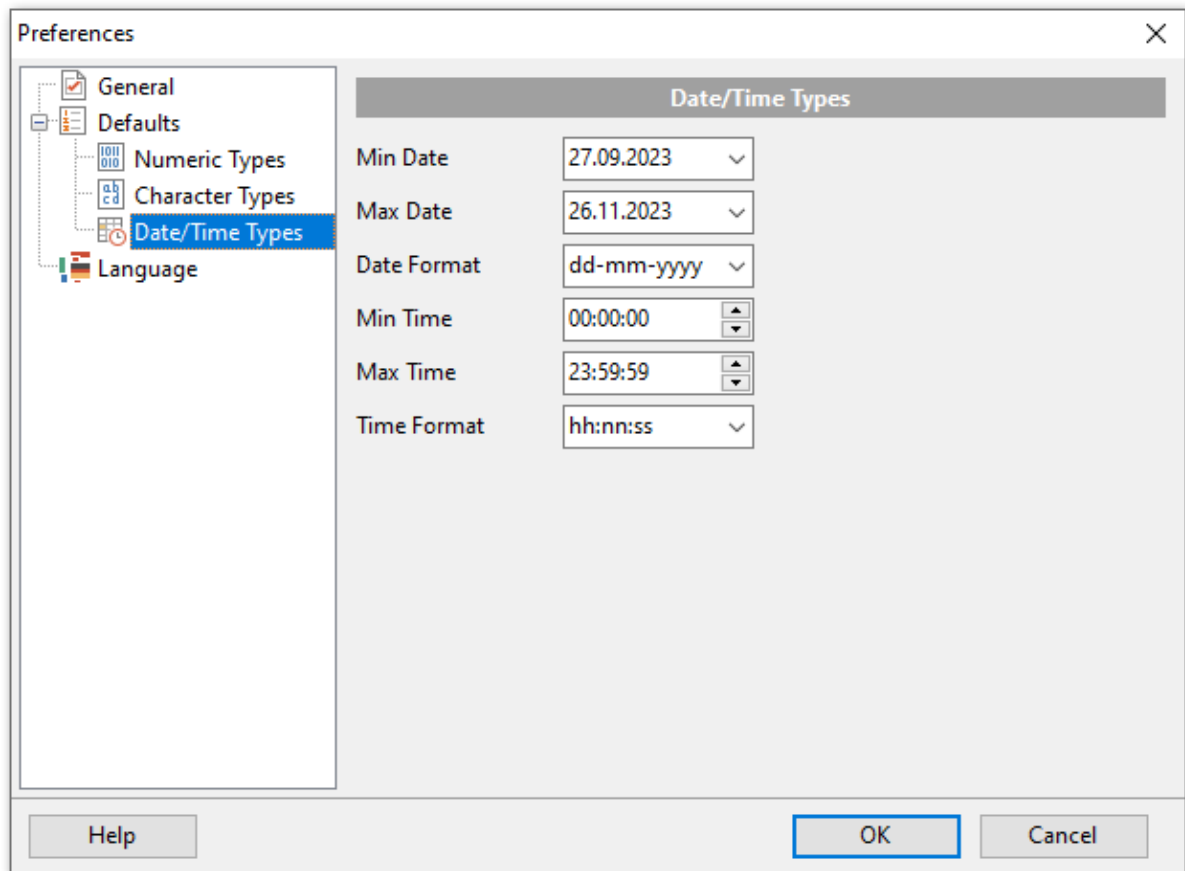 Preferences
General
Defaults
Numeric Types
Character Types
Date/Time Types
Language
Date/Time Types
Min Date 27.09.2023
Max Date 26.11.2023
Date Format dd-mm-yyyy
Min Time 00:00:00
Max Time 23:59:59
Time Format hh:nn:ss
Help OK Cancel